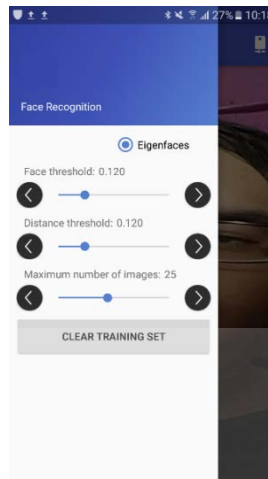 27% 10:18
Face Recognition
Eigenfaces
Face threshold: 0.120
Distance threshold: 0.120
Maximum number of images: 25
CLEAR TRAINING SET